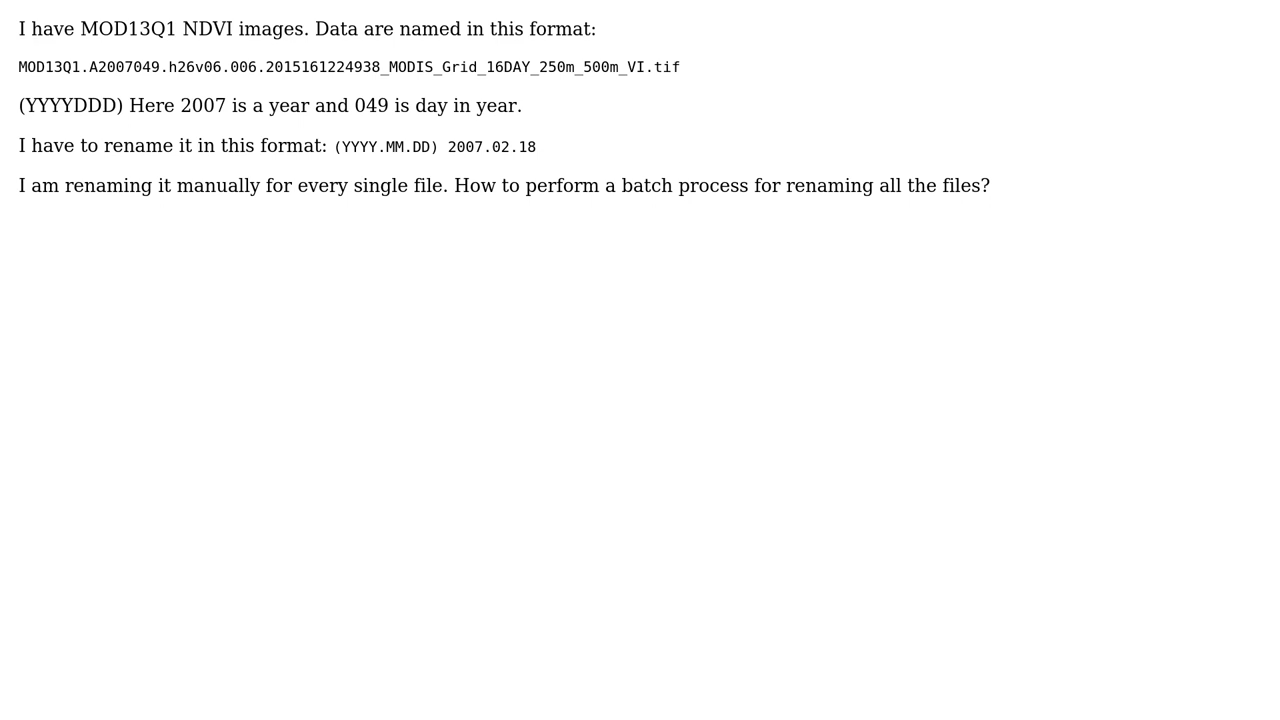 I have MOD13Q1 NDVI images. Data are named in this format:
MOD13Q1.A2007049.h26v06.006.2015161224938_MODIS_Grid_16DAY_250m_500m_VI.tif
(YYYYDDD) Here 2007 is a year and 049 is day in year.
I have to rename it in this format: (YYYY.MM.DD) 2007.02.18
I am renaming it manually for every single file. How to perform a batch process for renaming all the files?